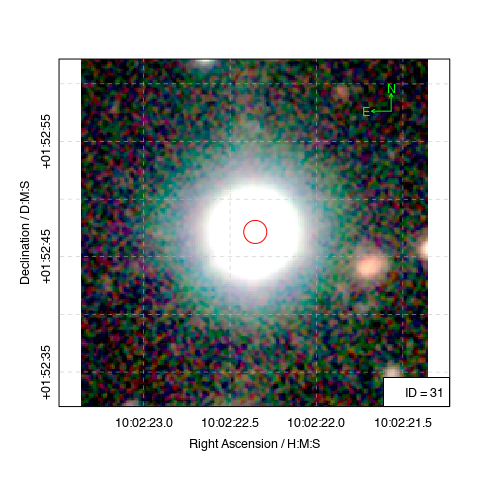 N
E
Declination / D:M:S
+01:52:55
+01:52:45
+01:52:35
ID = 31
10:02:23.0 10:02:22.5 10:02:22.0 10:02:21.5
Right Ascension / H:M:S